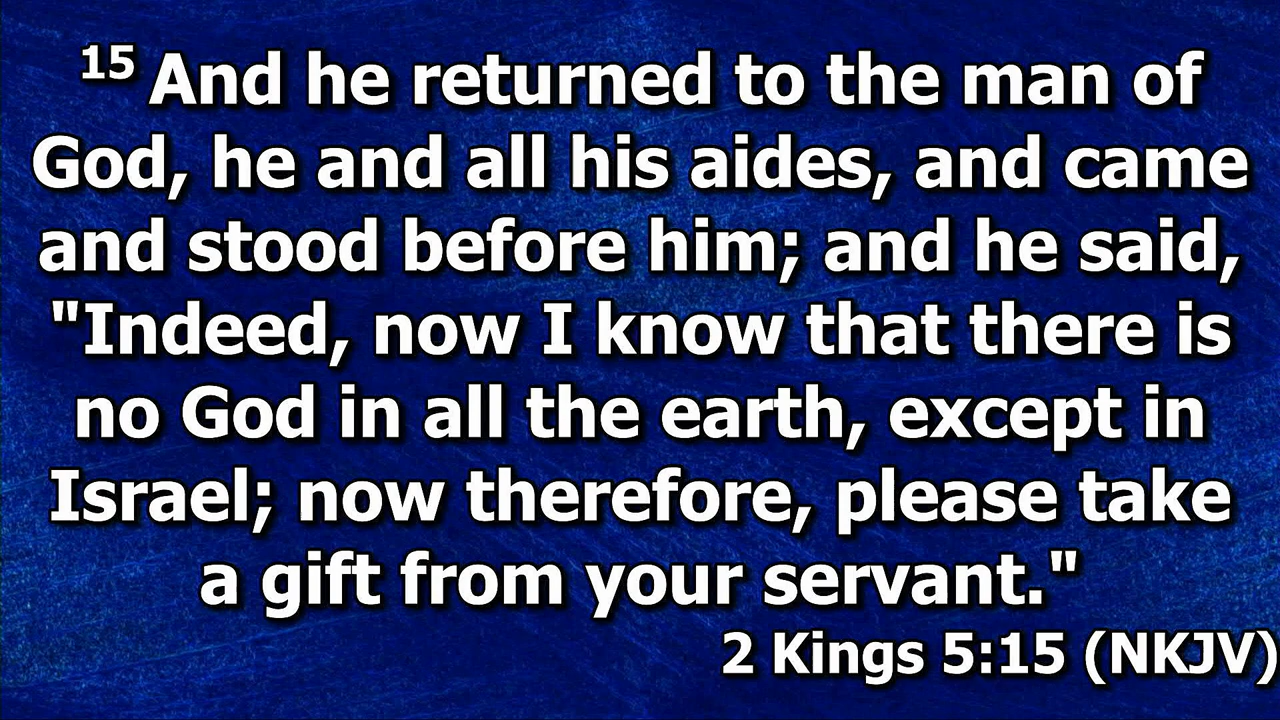 15 And he returned to the man of
God, he and all his aides, and came
and stood before him; and he said,
"Indeed, now I know that there is
no God in all the earth, except in
Israel; now therefore, please take
a gift from your servant."
2 Kings 5:15 (NKJV)